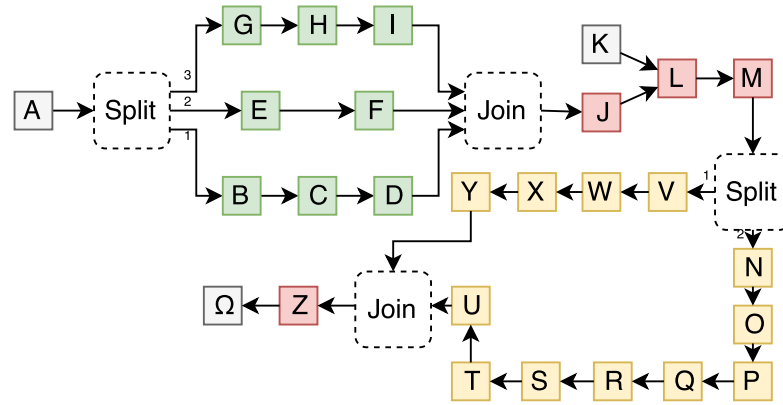 G H I
K
3
A Split 2 E F Join J L M
1
B C D
Y X W V 1 Split
2
N
Ω Z Join U O
T S R Q P